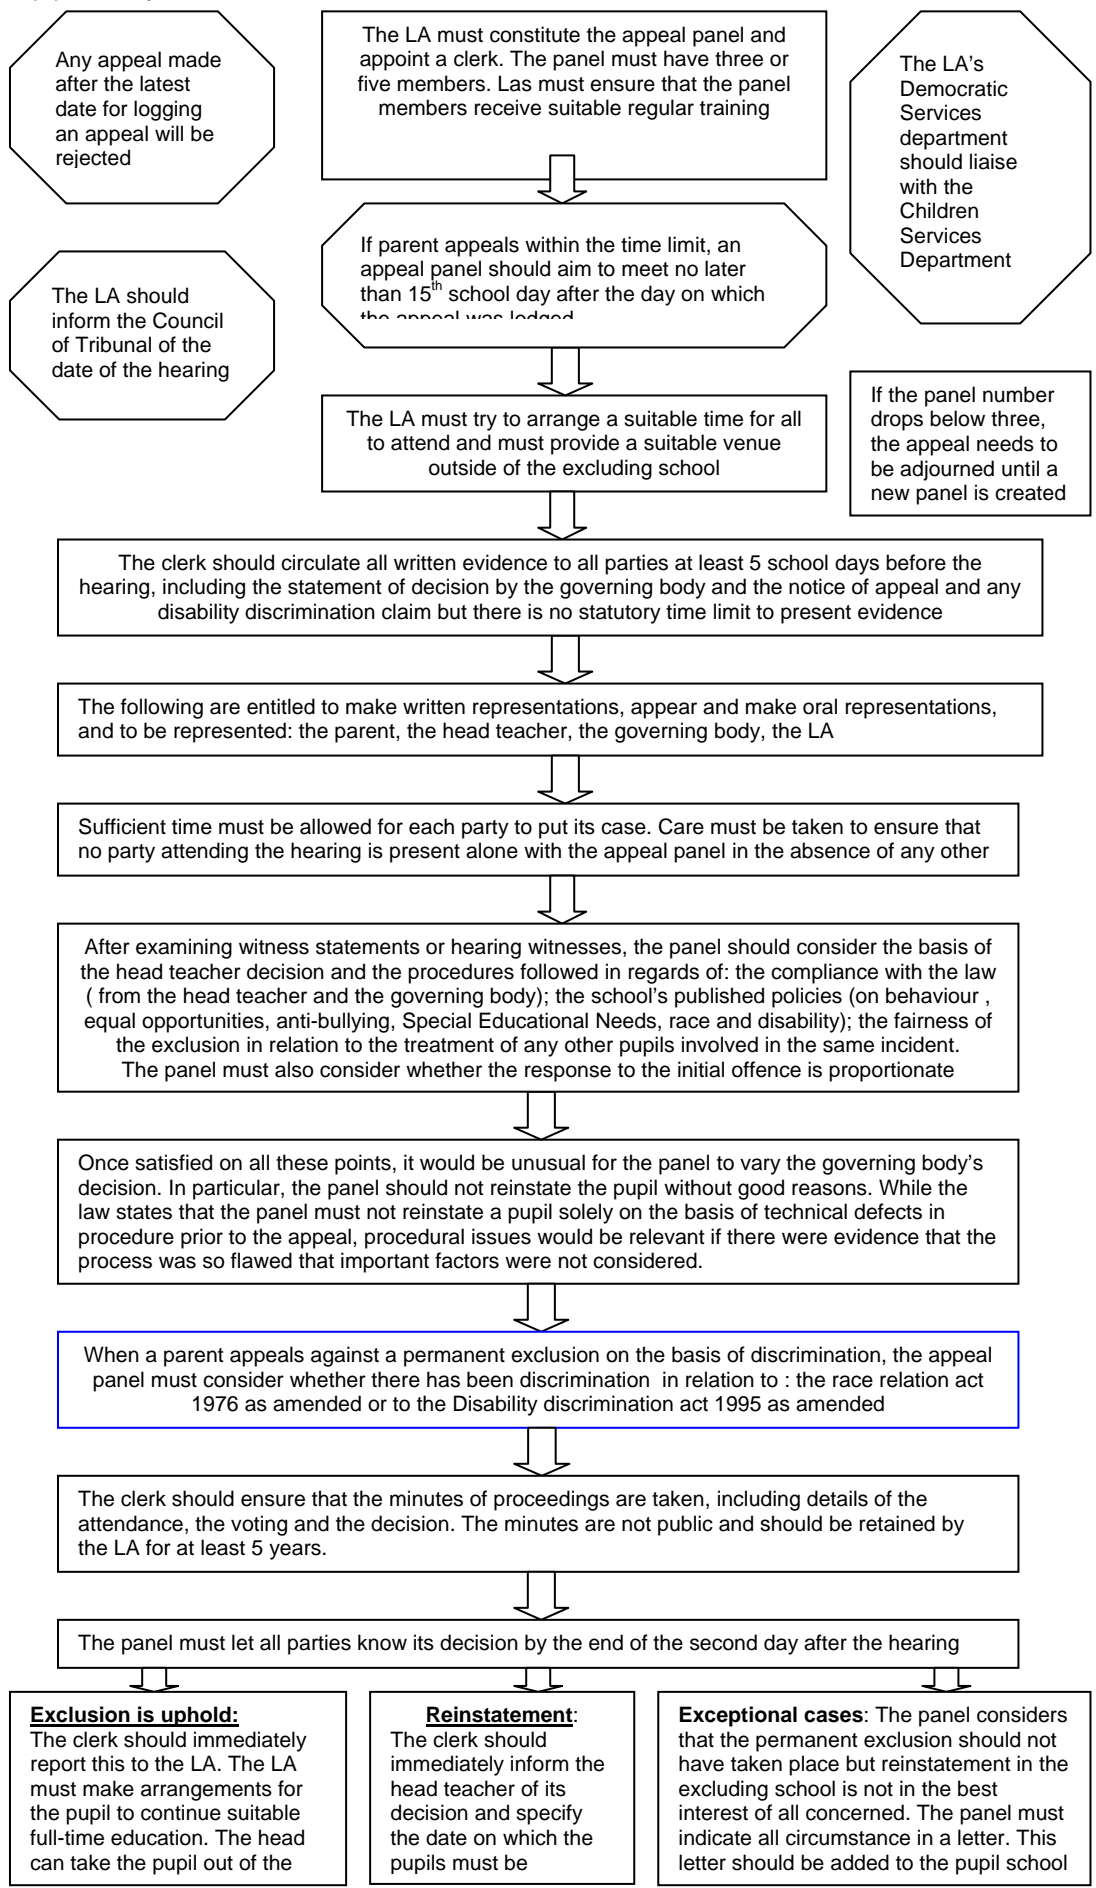 Any appeal made
after the latest
date for logging
an appeal will be
rejected
The LA must constitute the appeal panel and
appoint a clerk. The panel must have three or
five members. Las must ensure that the panel
members receive suitable regular training
The LA's
Democratic
Services
department
should liaise
with the
Children
Services
Department
If parent appeals within the time limit, an
appeal panel should aim to meet no later
than 15th school day after the day on which
the appeal was lodged
The LA should
inform the Council
of Tribunal of the
date of the hearing
If the panel number
drops below three,
the appeal needs to
be adjourned until a
new panel is created
The LA must try to arrange a suitable time for all
to attend and must provide a suitable venue
outside of the excluding school
The clerk should circulate all written evidence to all parties at least 5 school days before the
hearing, including the statement of decision by the governing body and the notice of appeal and any
disability discrimination claim but there is no statutory time limit to present evidence
The following are entitled to make written representations, appear and make oral representations,
and to be represented: the parent, the head teacher, the governing body, the LA
Sufficient time must be allowed for each party to put its case. Care must be taken to ensure that
no party attending the hearing is present alone with the appeal panel in the absence of any other
After examining witness statements or hearing witnesses, the panel should consider the basis of
the head teacher decision and the procedures followed in regards of: the compliance with the law
( from the head teacher and the governing body); the school's published policies (on behaviour ,
equal opportunities, anti-bullying, Special Educational Needs, race and disability); the fairness of
the exclusion in relation to the treatment of any other pupils involved in the same incident.
The panel must also consider whether the response to the initial offence is proportionate
Once satisfied on all these points, it would be unusual for the panel to vary the governing body's
decision. In particular, the panel should not reinstate the pupil without good reasons. While the
law states that the panel must not reinstate a pupil solely on the basis of technical defects in
procedure prior to the appeal, procedural issues would be relevant if there were evidence that the
process was so flawed that important factors were not considered.
When a parent appeals against a permanent exclusion on the basis of discrimination, the appeal
panel must consider whether there has been discrimination in relation to : the race relation act
1976 as amended or to the Disability discrimination act 1995 as amended
The clerk should ensure that the minutes of proceedings are taken, including details of the
attendance, the voting and the decision. The minutes are not public and should be retained by
the LA for at least 5 years.
The panel must let all parties know its decision by the end of the second day after the hearing
Exclusion is uphold:
The clerk should immediately
report this to the LA. The LA
must make arrangements for
the pupil to continue suitable
full-time education. The head
can take the pupil out of the
Reinstatement:
The clerk should
immediately inform the
head teacher of its
decision and specify
the date on which the
pupils must be
Exceptional cases: The panel considers
that the permanent exclusion should not
have taken place but reinstatement in the
excluding school is not in the best
interest of all concerned. The panel must
indicate all circumstance in a letter. This
letter should be added to the pupil school